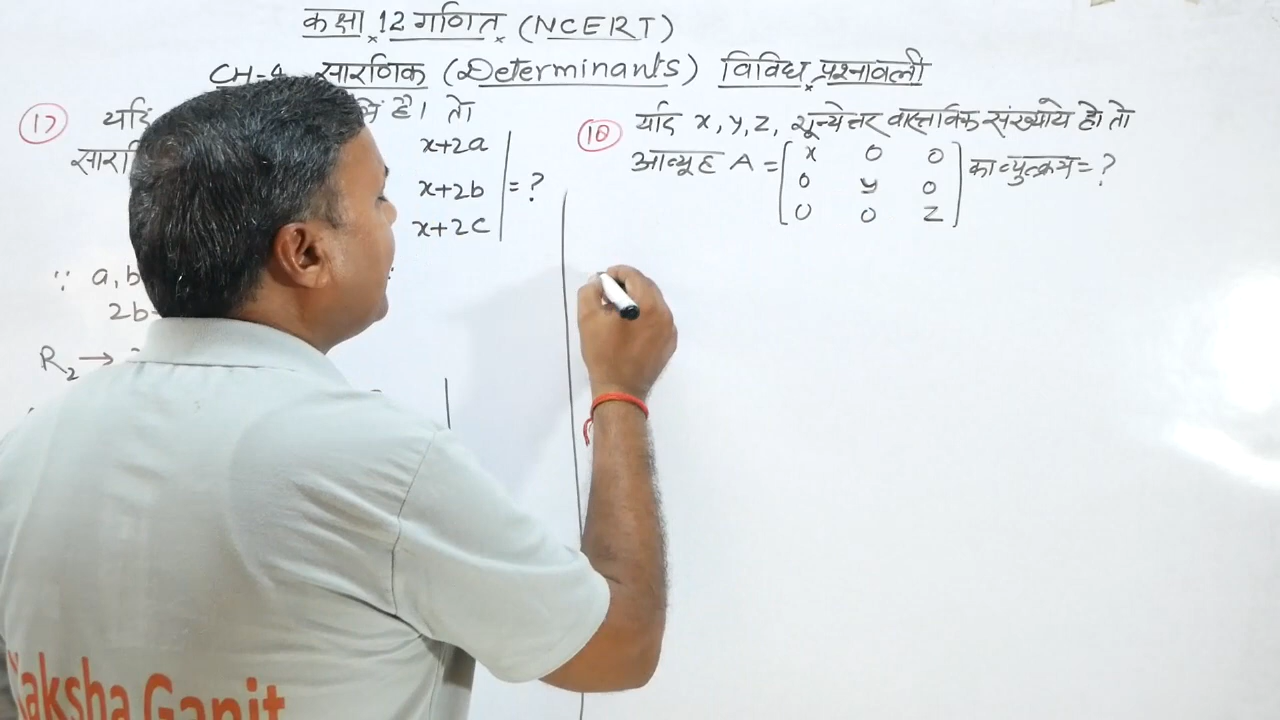 कक्षा 12 गणित (NCERT)
CH-4 सारणिक (Determinants) विविध प्रश्नावली
17 यदि है। तो
x+2a
x+2b = ?
x+2c
∵ a, b
2b=
R₂ →
18 यदि x, y, z, शून्येत्तर वास्तविक संख्याये हो तो
आव्यूह A = [x 0 0
0 y 0
0 0 z] का व्युत्क्रम = ?
Kaksha Ganit